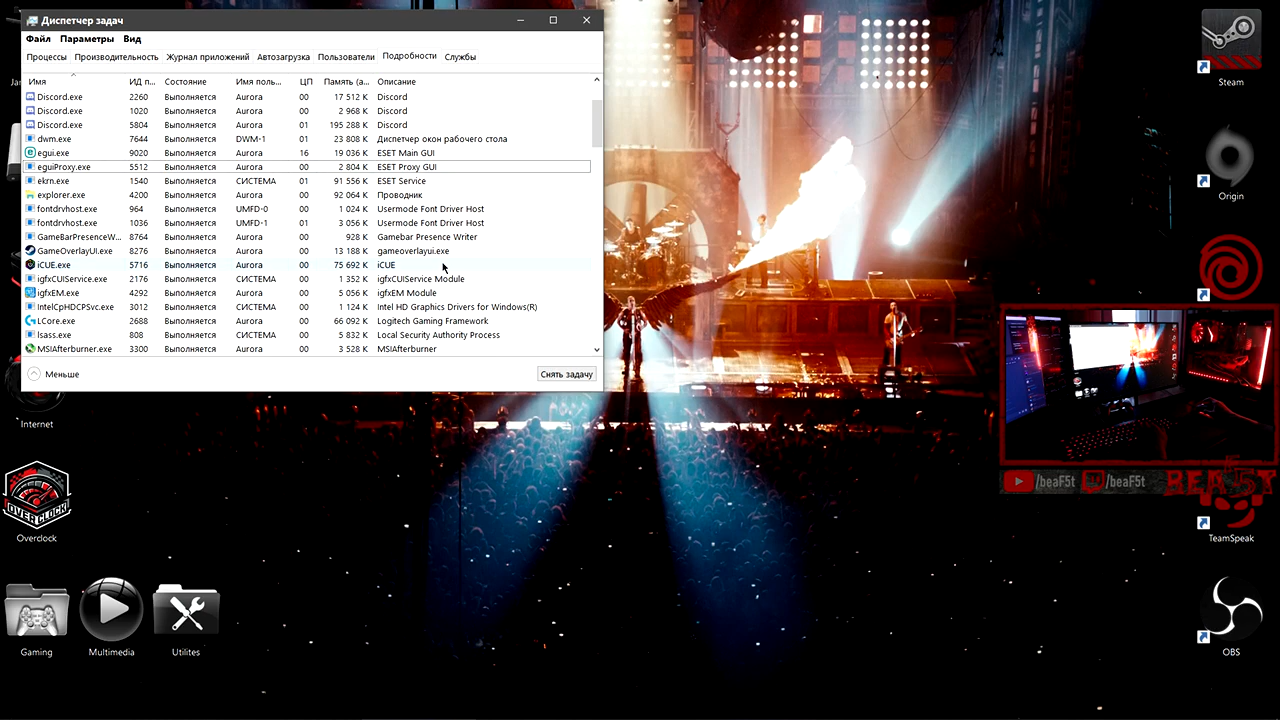 Диспетчер задач
Файл Параметры Вид
Процессы Производительность Журнал приложений Автозагрузка Пользователи Подробности Службы
Имя ИД п... Состояние Имя поль... ЦП Память (а... Описание
Discord.exe 2260 Выполняется Aurora 00 17 512 K Discord
Discord.exe 1020 Выполняется Aurora 00 2 968 K Discord
Discord.exe 5804 Выполняется Aurora 01 195 288 K Discord
dwm.exe 7644 Выполняется DWM-1 01 23 808 K Диспетчер окон рабочего стола
egui.exe 9020 Выполняется Aurora 16 19 036 K ESET Main GUI
eguiProxy.exe 5512 Выполняется Aurora 00 2 804 K ESET Proxy GUI
ekrn.exe 1540 Выполняется СИСТЕМА 01 91 556 K ESET Service
explorer.exe 4200 Выполняется Aurora 00 92 064 K Проводник
fontdrvhost.exe 964 Выполняется UMFD-0 00 1 024 K Usermode Font Driver Host
fontdrvhost.exe 1036 Выполняется UMFD-1 01 3 056 K Usermode Font Driver Host
GameBarPresenceW... 8764 Выполняется Aurora 00 928 K Gamebar Presence Writer
GameOverlayUI.exe 8276 Выполняется Aurora 00 13 188 K gameoverlayui.exe
iCUE.exe 5716 Выполняется Aurora 00 75 692 K iCUE
igfxCUIService.exe 2176 Выполняется СИСТЕМА 00 1 352 K igfxCUIService Module
igfxEM.exe 4292 Выполняется Aurora 00 5 056 K igfxEM Module
IntelCpHDCPSvc.exe 3012 Выполняется СИСТЕМА 00 1 124 K Intel HD Graphics Drivers for Windows(R)
LCore.exe 2688 Выполняется Aurora 00 66 092 K Logitech Gaming Framework
lsass.exe 808 Выполняется СИСТЕМА 00 5 832 K Local Security Authority Process
MSIAfterburner.exe 3300 Выполняется Aurora 00 3 528 K MSIAfterburner
Меньше Снять задачу
Steam
Origin
/beaF5t /beaF5t
TeamSpeak
OBS
Internet
OVERCLOCK
Overclock
Gaming Multimedia Utilites